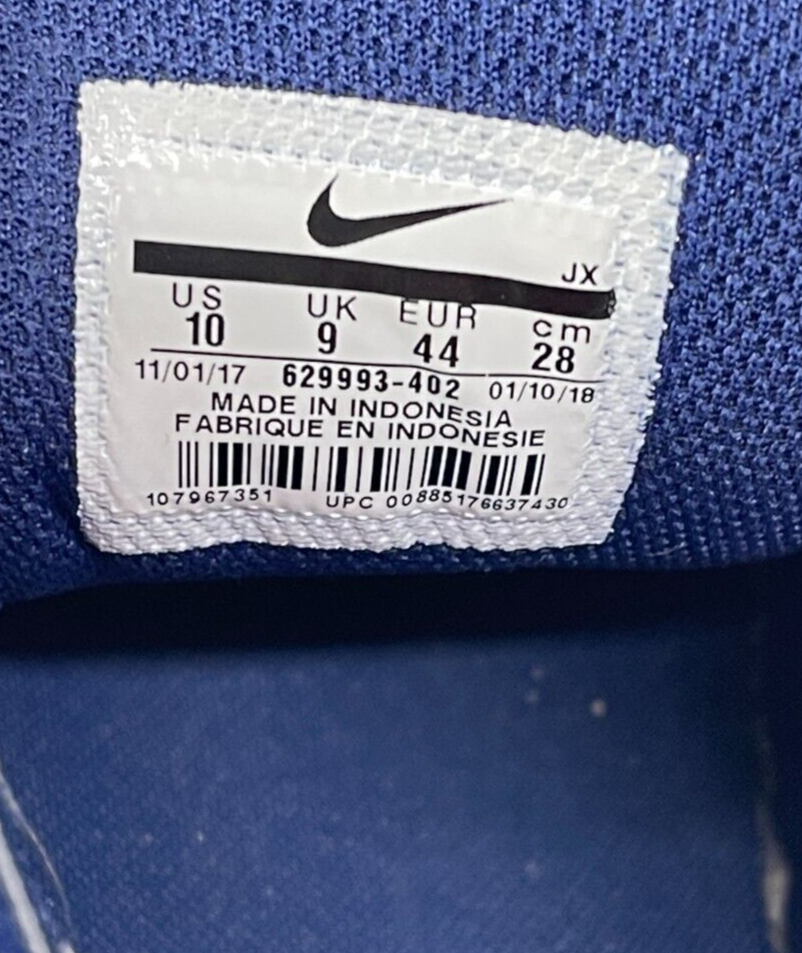 JX
US UK EUR cm
10 9 44 28
11/01/17 629993-402 01/10/18
MADE IN INDONESIA
FABRIQUE EN INDONESIE
107967351 UPC 00885176637430